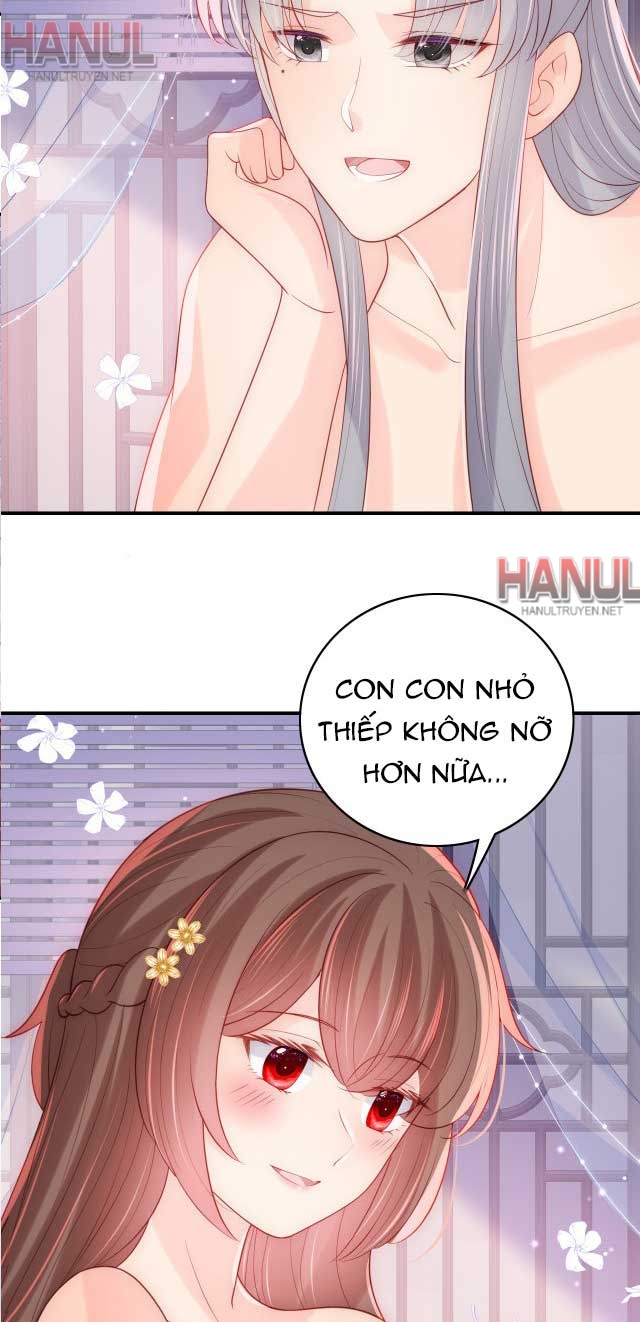 HANUL
HANULTRUYEN.NET
HANUL
HANULTRUYEN.NET
CON CON NHỎ
THIẾP KHÔNG NỠ
HƠN NỮA...